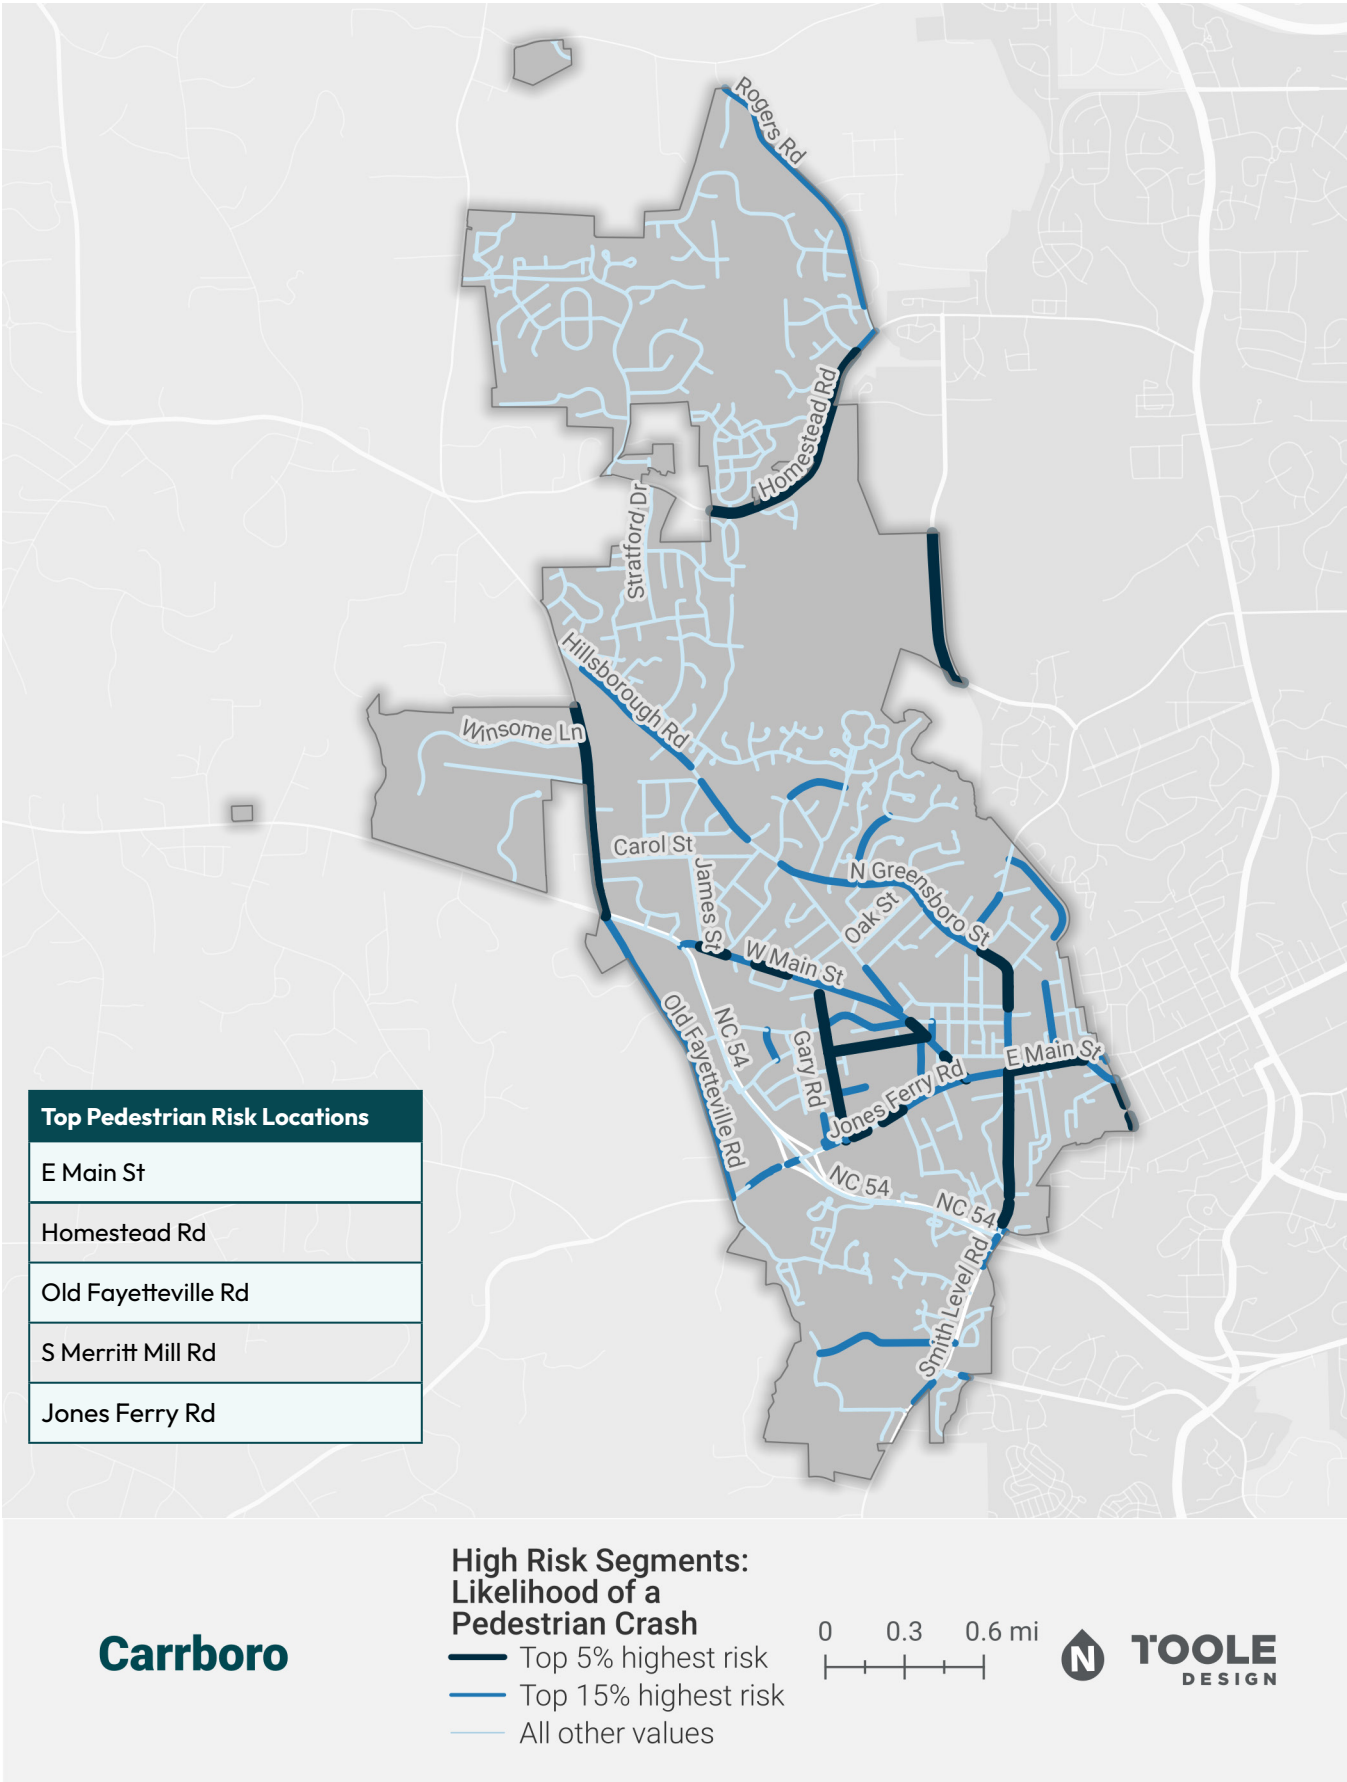 Rogers Rd
Homestead Rd
Stratford Dr
Hillsborough Rd
Winsome Ln
Carol St
James St
N Greensboro St
Oak St
W Main St
Old Fayetteville Rd
NC 54
Gary Rd
E Main St
Jones Ferry Rd
NC 54
NC 54
Smith Level Rd
Top Pedestrian Risk Locations
E Main St
Homestead Rd
Old Fayetteville Rd
S Merritt Mill Rd
Jones Ferry Rd
Carrboro
High Risk Segments:
Likelihood of a
Pedestrian Crash
Top 5% highest risk
Top 15% highest risk
All other values
0 0.3 0.6 mi
N
TOOLE
DESIGN